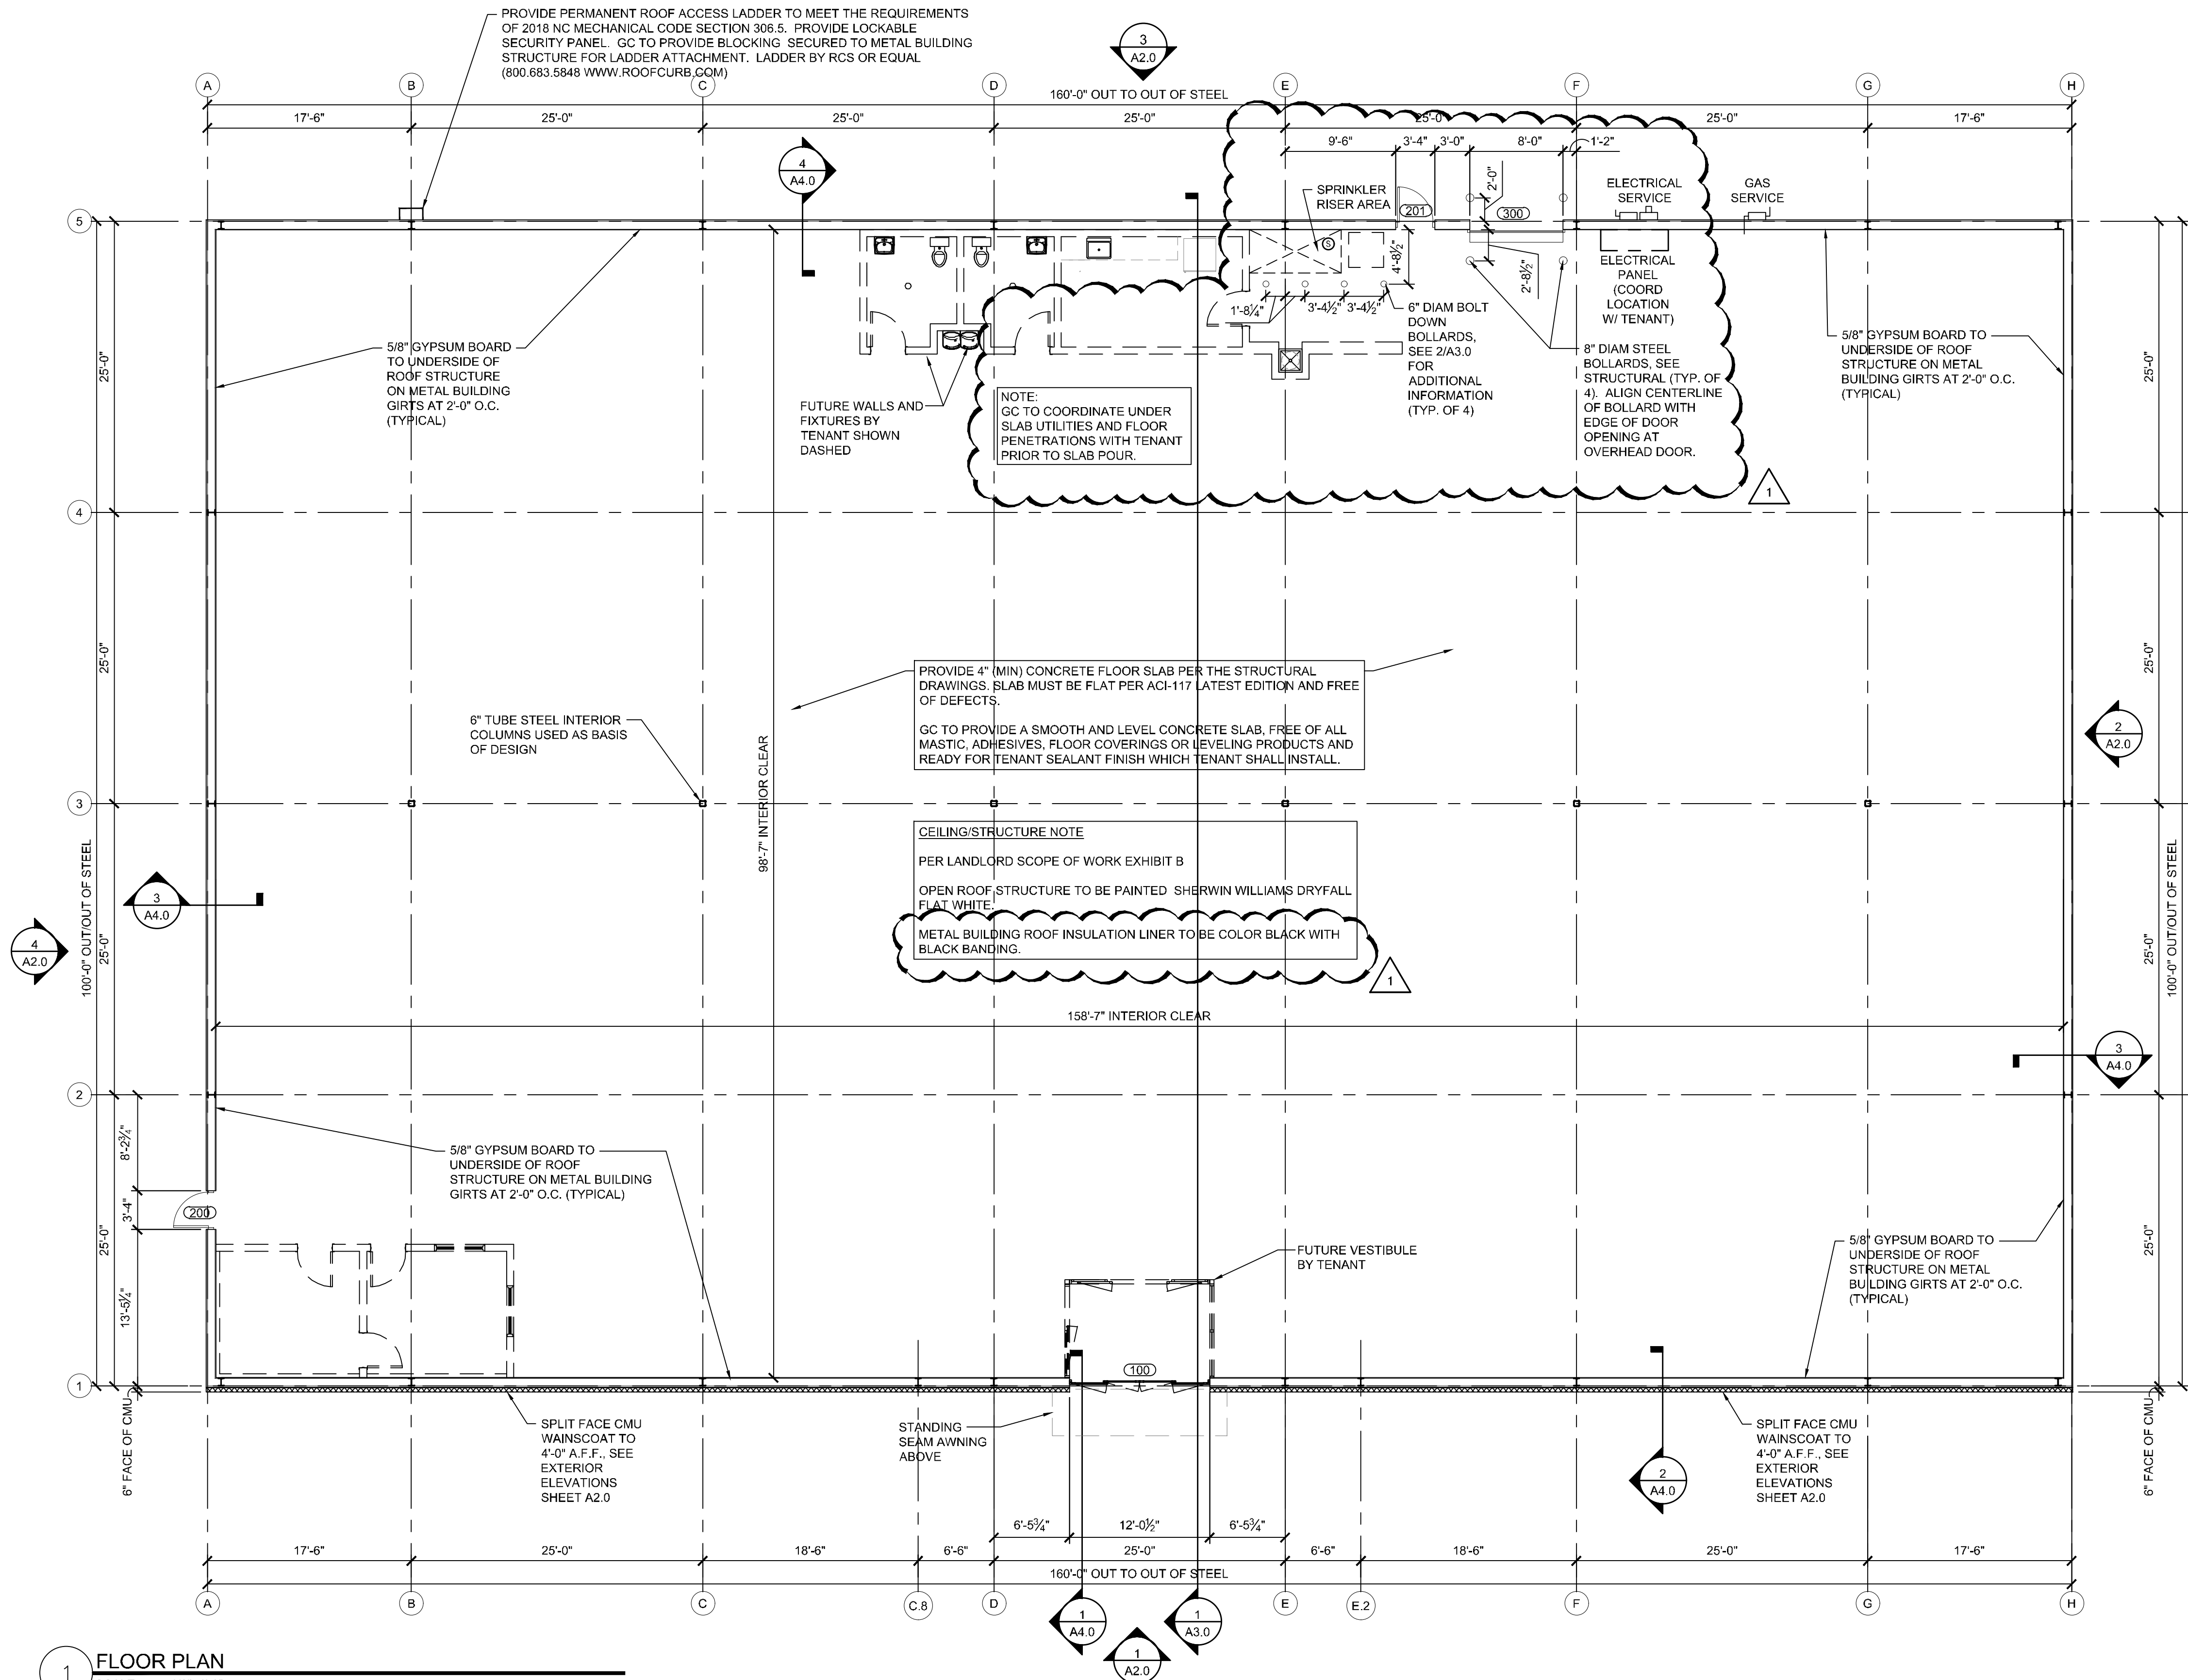 PROVIDE PERMANENT ROOF ACCESS LADDER TO MEET THE REQUIREMENTS
OF 2018 NC MECHANICAL CODE SECTION 306.5.  PROVIDE LOCKABLE
SECURITY PANEL.  GC TO PROVIDE BLOCKING  SECURED TO METAL BUILDING
STRUCTURE FOR LADDER ATTACHMENT.  LADDER BY RCS OR EQUAL
(800.683.5848 WWW.ROOFCURB.COM)
3
A2.0
A
B
C
D
E
F
G
H
160'-0" OUT TO OUT OF STEEL
17'-6"
25'-0"
25'-0"
25'-0"
25'-0"
25'-0"
17'-6"
9'-6"
3'-4"
3'-0"
8'-0"
1'-2"
4
A4.0
2'-0"
SPRINKLER
RISER AREA
201
300
ELECTRICAL
SERVICE
GAS
SERVICE
5
S
4'-8½"
2'-8½"
ELECTRICAL
PANEL
(COORD
LOCATION
W/ TENANT)
1'-8¼"
3'-4½"
3'-4½"
6" DIAM BOLT
DOWN
BOLLARDS,
SEE 2/A3.0
FOR
ADDITIONAL
INFORMATION
(TYP. OF 4)
8" DIAM STEEL
BOLLARDS, SEE
STRUCTURAL (TYP. OF
4).  ALIGN CENTERLINE
OF BOLLARD WITH
EDGE OF DOOR
OPENING AT
OVERHEAD DOOR.
5/8" GYPSUM BOARD TO
UNDERSIDE OF ROOF
STRUCTURE ON METAL
BUILDING GIRTS AT 2'-0" O.C.
(TYPICAL)
5/8" GYPSUM BOARD
TO UNDERSIDE OF
ROOF STRUCTURE
ON METAL BUILDING
GIRTS AT 2'-0" O.C.
(TYPICAL)
25'-0"
25'-0"
FUTURE WALLS AND
FIXTURES BY
TENANT SHOWN
DASHED
NOTE:
GC TO COORDINATE UNDER
SLAB UTILITIES AND FLOOR
PENETRATIONS WITH TENANT
PRIOR TO SLAB POUR.
1
4
25'-0"
25'-0"
PROVIDE 4" (MIN) CONCRETE FLOOR SLAB PER THE STRUCTURAL
DRAWINGS. SLAB MUST BE FLAT PER ACI-117 LATEST EDITION AND FREE
OF DEFECTS.
GC TO PROVIDE A SMOOTH AND LEVEL CONCRETE SLAB, FREE OF ALL
MASTIC, ADHESIVES, FLOOR COVERINGS OR LEVELING PRODUCTS AND
READY FOR TENANT SEALANT FINISH WHICH TENANT SHALL INSTALL.
6" TUBE STEEL INTERIOR
COLUMNS USED AS BASIS
OF DESIGN
98'-7" INTERIOR CLEAR
2
A2.0
3
CEILING/STRUCTURE NOTE
PER LANDLORD SCOPE OF WORK EXHIBIT B
OPEN ROOF STRUCTURE TO BE PAINTED  SHERWIN WILLIAMS DRYFALL
FLAT WHITE.
METAL BUILDING ROOF INSULATION LINER TO BE COLOR BLACK WITH
BLACK BANDING.
1
3
A4.0
4
A2.0
100'-0" OUT/OUT OF STEEL
25'-0"
25'-0"
100'-0" OUT/OUT OF STEEL
158'-7" INTERIOR CLEAR
3
A4.0
2
8'-2¾"
3'-4"
13'-5¼"
25'-0"
25'-0"
200
5/8" GYPSUM BOARD TO
UNDERSIDE OF ROOF
STRUCTURE ON METAL BUILDING
GIRTS AT 2'-0" O.C. (TYPICAL)
FUTURE VESTIBULE
BY TENANT
5/8" GYPSUM BOARD TO
UNDERSIDE OF ROOF
STRUCTURE ON METAL
BUILDING GIRTS AT 2'-0" O.C.
(TYPICAL)
100
1
6" FACE OF CMU
SPLIT FACE CMU
WAINSCOAT TO
4'-0" A.F.F., SEE
EXTERIOR
ELEVATIONS
SHEET A2.0
STANDING
SEAM AWNING
ABOVE
2
A4.0
SPLIT FACE CMU
WAINSCOAT TO
4'-0" A.F.F., SEE
EXTERIOR
ELEVATIONS
SHEET A2.0
6" FACE OF CMU
6'-5¾"
12'-0½"
6'-5¾"
17'-6"
25'-0"
18'-6"
6'-6"
25'-0"
6'-6"
18'-6"
25'-0"
17'-6"
160'-0" OUT TO OUT OF STEEL
A
B
C
C.8
D
E
E.2
F
G
H
1
A4.0
1
A3.0
1
A2.0
1
FLOOR PLAN